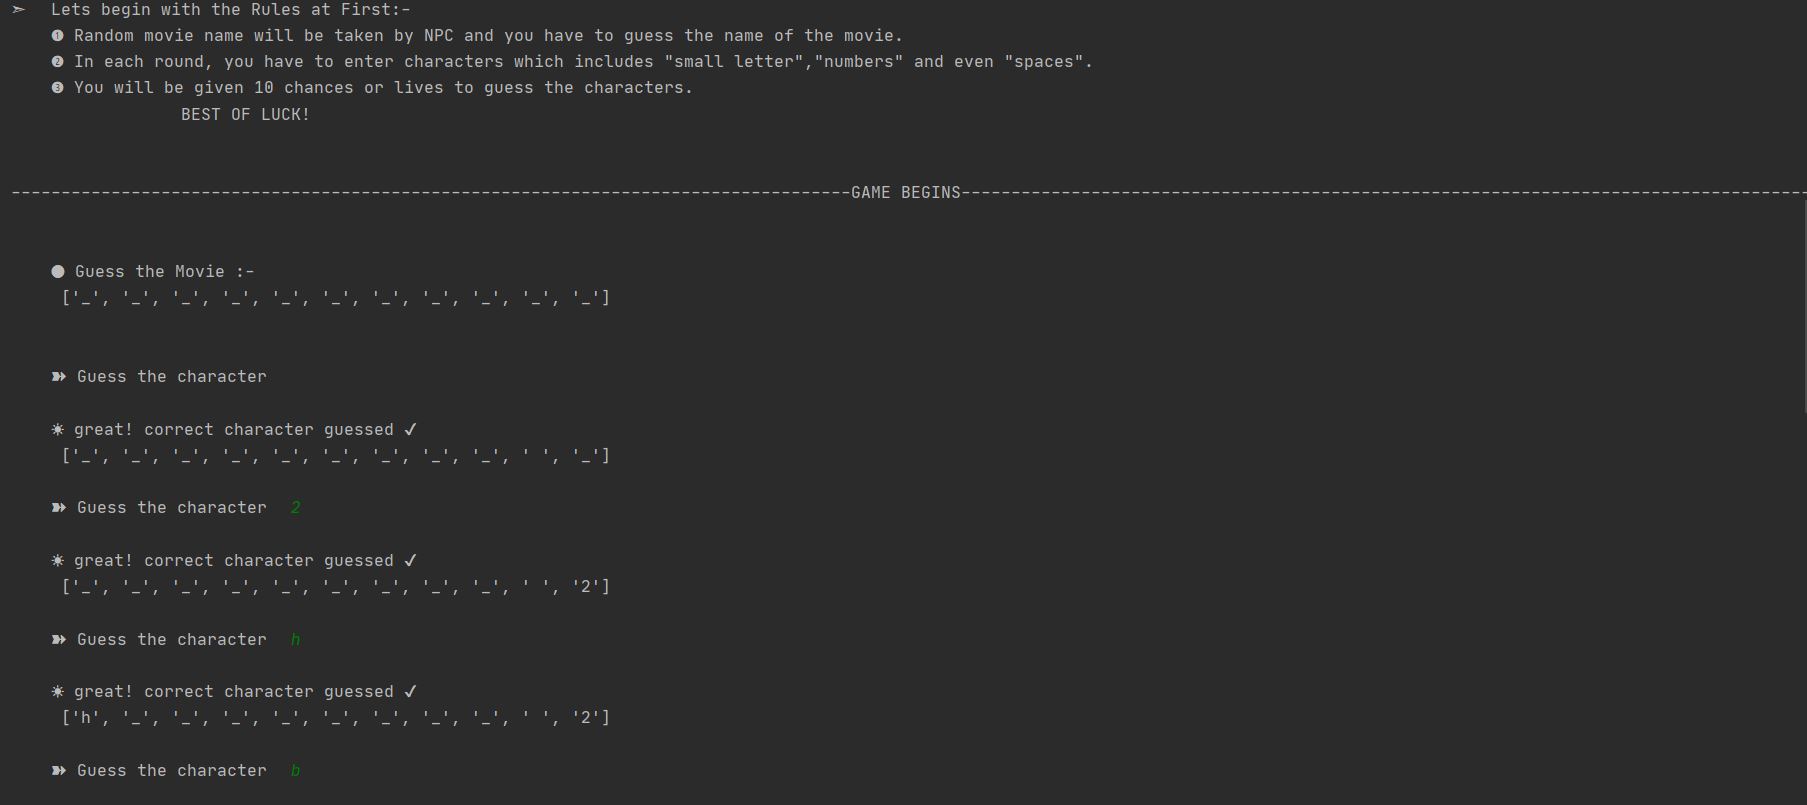 ➣ Lets begin with the Rules at First:-
❶ Random movie name will be taken by NPC and you have to guess the name of the movie.
❷ In each round, you have to enter characters which includes "small letter","numbers" and even "spaces".
❸ You will be given 10 chances or lives to guess the characters.
BEST OF LUCK!
------------------------------------------------------------------------------------GAME BEGINS-------------------------------------------------------------------------------------
● Guess the Movie :-
['_', '_', '_', '_', '_', '_', '_', '_', '_', '_', '_']
➽ Guess the character
☀ great! correct character guessed ✓
['_', '_', '_', '_', '_', '_', '_', '_', '_', ' ', '_']
➽ Guess the character 2
☀ great! correct character guessed ✓
['_', '_', '_', '_', '_', '_', '_', '_', '_', ' ', '2']
➽ Guess the character h
☀ great! correct character guessed ✓
['h', '_', '_', '_', '_', '_', '_', '_', '_', ' ', '2']
➽ Guess the character b